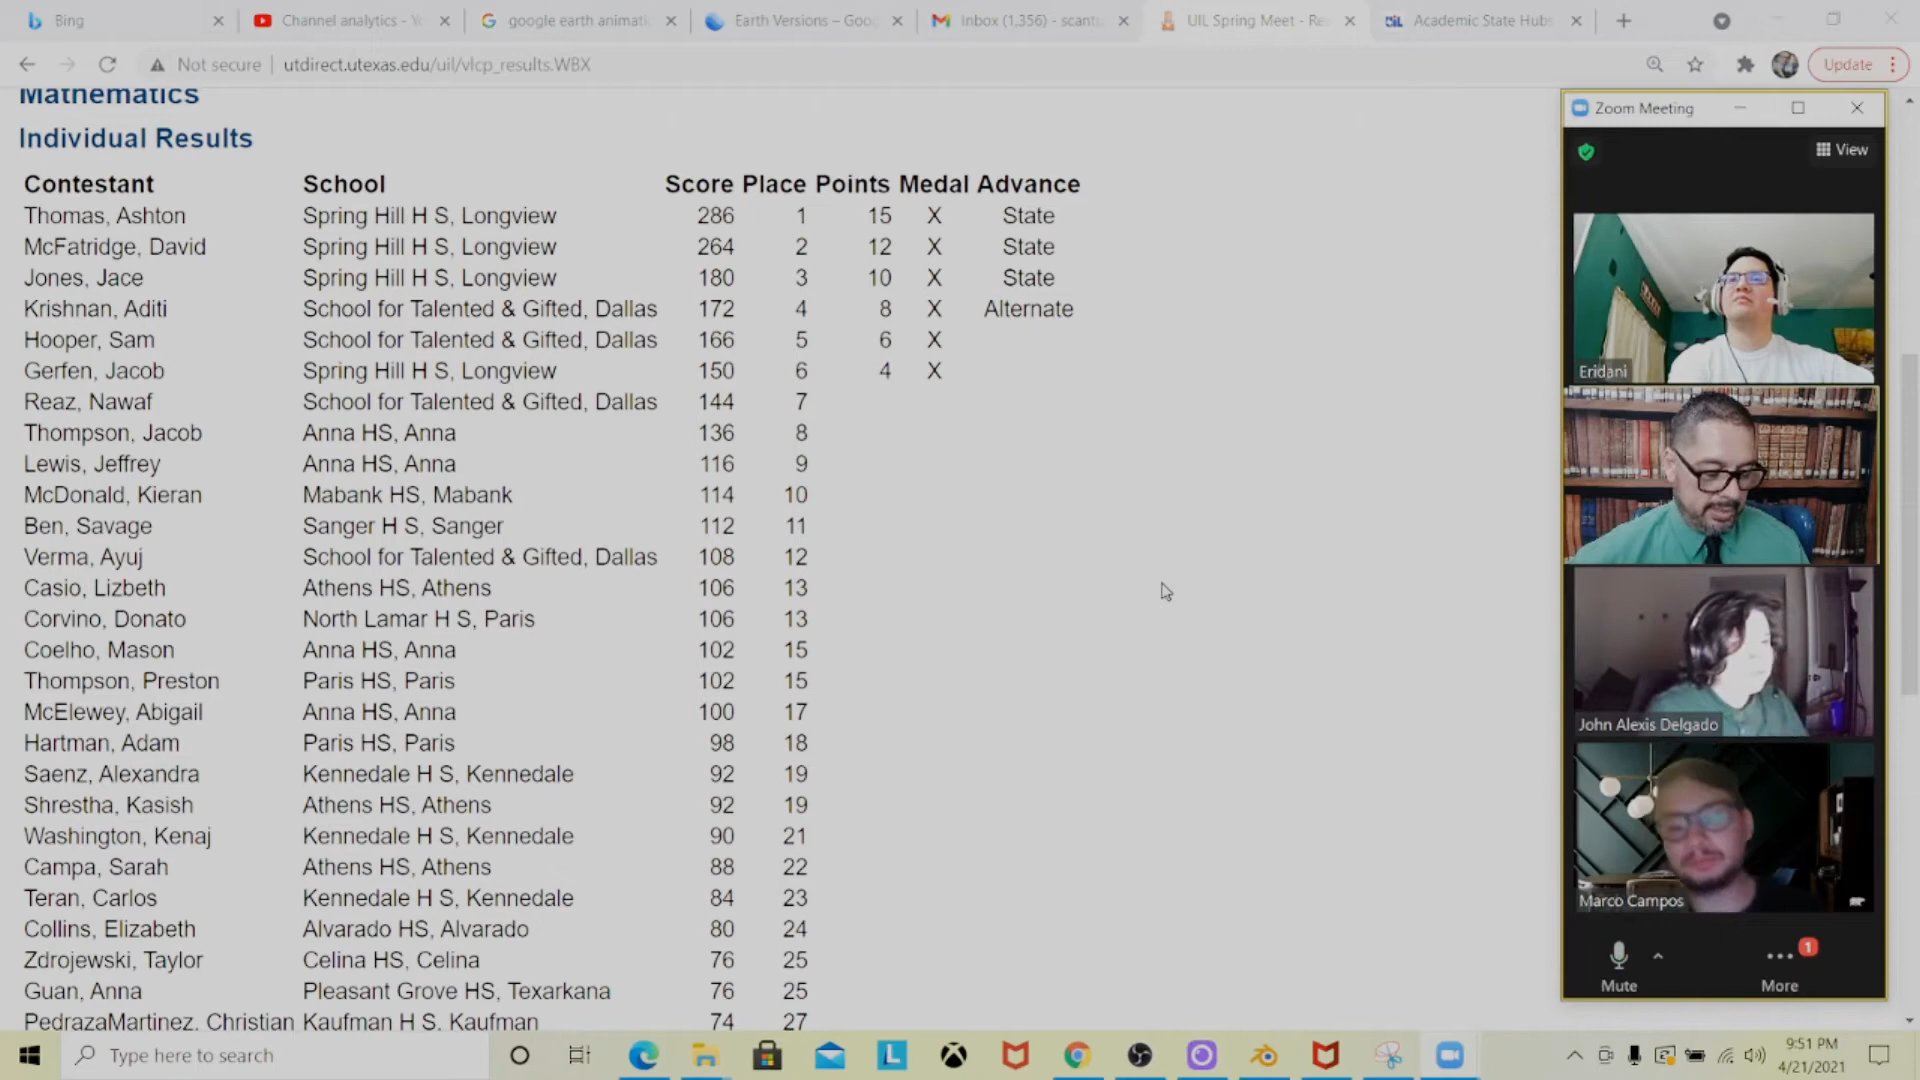 Bing
Channel analytics - Yo
google earth animati
Earth Versions – Goo
Inbox (1,356) - scantu
UIL Spring Meet - Re
Academic State Hubs
Not secure | utdirect.utexas.edu/uil/vlcp_results.WBX
Update
Mathematics
Individual Results
Contestant School Score Place Points Medal Advance
Thomas, Ashton Spring Hill H S, Longview 286 1 15 X State
McFatridge, David Spring Hill H S, Longview 264 2 12 X State
Jones, Jace Spring Hill H S, Longview 180 3 10 X State
Krishnan, Aditi School for Talented & Gifted, Dallas 172 4 8 X Alternate
Hooper, Sam School for Talented & Gifted, Dallas 166 5 6 X
Gerfen, Jacob Spring Hill H S, Longview 150 6 4 X
Reaz, Nawaf School for Talented & Gifted, Dallas 144 7
Thompson, Jacob Anna HS, Anna 136 8
Lewis, Jeffrey Anna HS, Anna 116 9
McDonald, Kieran Mabank HS, Mabank 114 10
Ben, Savage Sanger H S, Sanger 112 11
Verma, Ayuj School for Talented & Gifted, Dallas 108 12
Casio, Lizbeth Athens HS, Athens 106 13
Corvino, Donato North Lamar H S, Paris 106 13
Coelho, Mason Anna HS, Anna 102 15
Thompson, Preston Paris HS, Paris 102 15
McElewey, Abigail Anna HS, Anna 100 17
Hartman, Adam Paris HS, Paris 98 18
Saenz, Alexandra Kennedale H S, Kennedale 92 19
Shrestha, Kasish Athens HS, Athens 92 19
Washington, Kenaj Kennedale H S, Kennedale 90 21
Campa, Sarah Athens HS, Athens 88 22
Teran, Carlos Kennedale H S, Kennedale 84 23
Collins, Elizabeth Alvarado HS, Alvarado 80 24
Zdrojewski, Taylor Celina HS, Celina 76 25
Guan, Anna Pleasant Grove HS, Texarkana 76 25
PedrazaMartinez, Christian Kaufman H S, Kaufman 74 27
Zoom Meeting
View
Eridani
John Alexis Delgado
Marco Campos
1
Mute
More
Type here to search
9:51 PM
4/21/2021